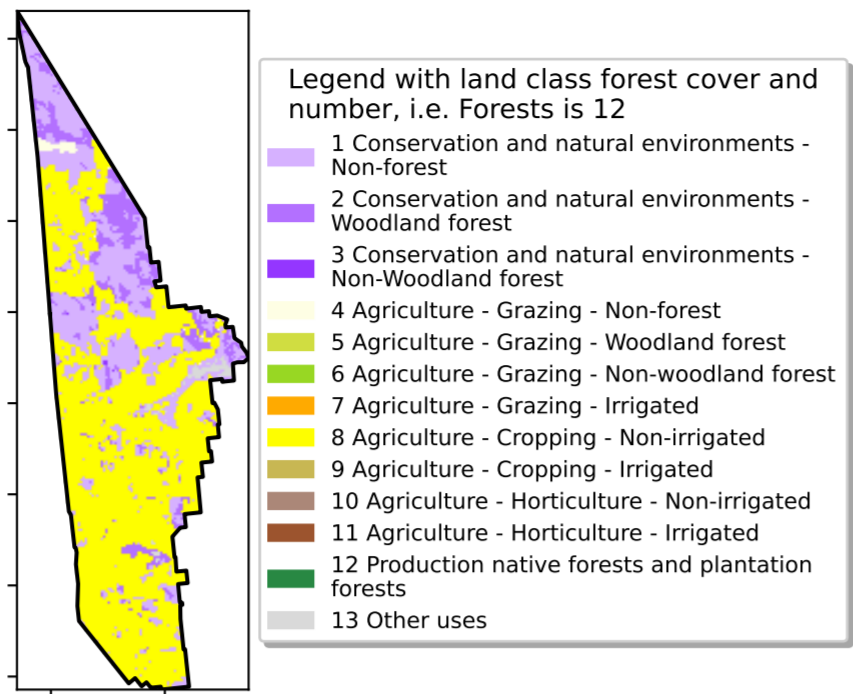 Legend with land class forest cover and
number, i.e. Forests is 12
1 Conservation and natural environments -
Non-forest
2 Conservation and natural environments -
Woodland forest
3 Conservation and natural environments -
Non-Woodland forest
4 Agriculture - Grazing - Non-forest
5 Agriculture - Grazing - Woodland forest
6 Agriculture - Grazing - Non-woodland forest
7 Agriculture - Grazing - Irrigated
8 Agriculture - Cropping - Non-irrigated
9 Agriculture - Cropping - Irrigated
10 Agriculture - Horticulture - Non-irrigated
11 Agriculture - Horticulture - Irrigated
12 Production native forests and plantation
forests
13 Other uses